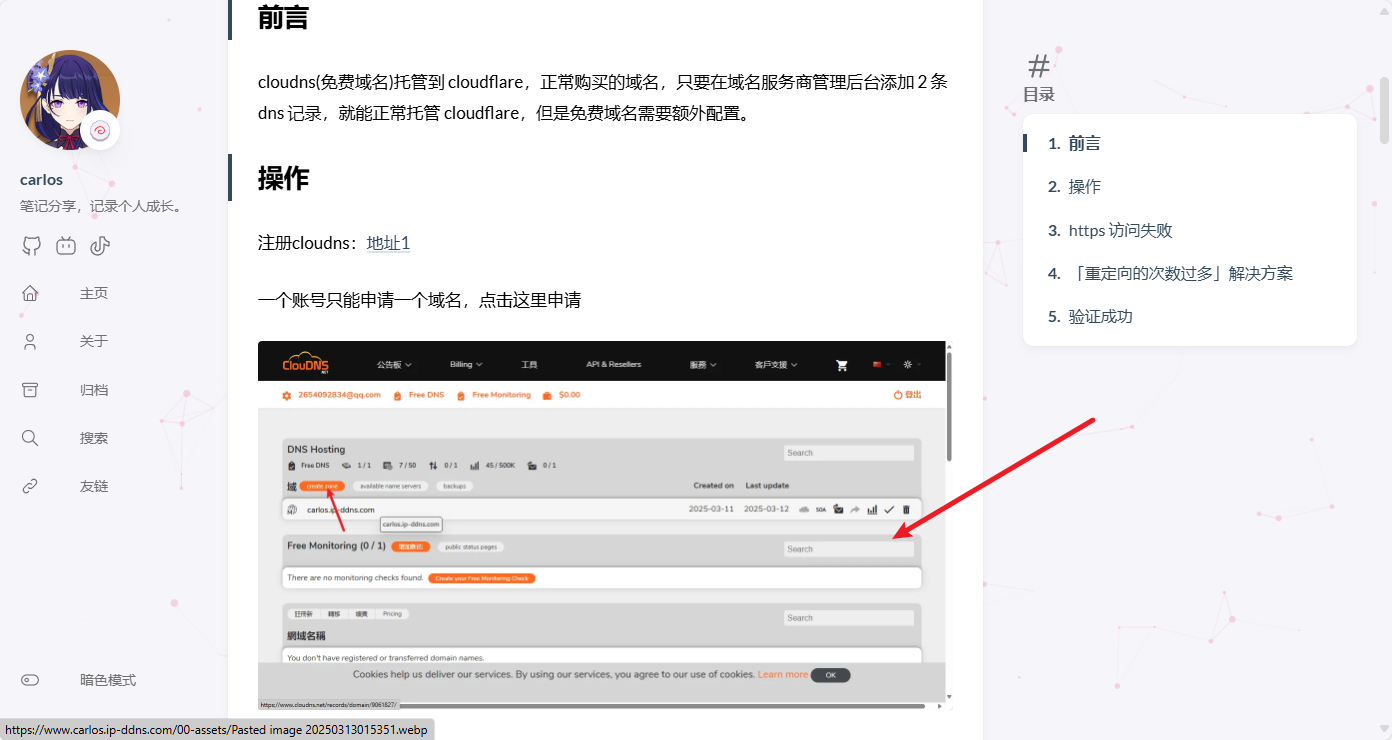 carlos
笔记分享，记录个人成长。
主页
关于
归档
搜索
友链
暗色模式
前言
cloudns(免费域名)托管到 cloudflare，正常购买的域名，只要在域名服务商管理后台添加 2 条
dns 记录，就能正常托管 cloudflare，但是免费域名需要额外配置。
操作
注册cloudns：地址1
一个账号只能申请一个域名，点击这里申请
ClouDNS
.NET
公告板 Billing 工具 API & Resellers 服務 客戶支援
2654092834@qq.com Free DNS Free Monitoring $0.00 登出
DNS Hosting Search
Free DNS 1 / 1 7 / 50 0 / 1 45 / 500K 0 / 1
域 create zone available name servers backups Created on Last update
carlos.ip-ddns.com 2025-03-11 2025-03-12 SOA
carlos.ip-ddns.com
Free Monitoring (0 / 1) public status pages Search
There are no monitoring checks found. Create your Free Monitoring Check
註冊新 轉移 續費 Pricing Search
網域名稱
You don't have registered or transferred domain names.
Cookies help us deliver our services. By using our services, you agree to our use of cookies. Learn more OK
https://www.cloudns.net/records/domain/9061827/
#
目录
1. 前言
2. 操作
3. https 访问失败
4. 「重定向的次数过多」解决方案
5. 验证成功
https://www.carlos.ip-ddns.com/00-assets/Pasted image 20250313015351.webp